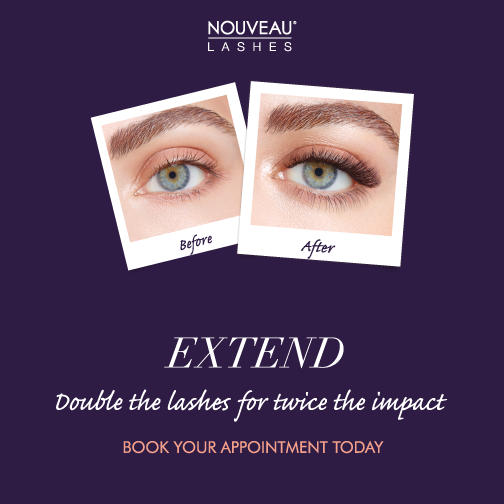 NOUVEAU®
LASHES
Before
After
EXTEND
Double the lashes for twice the impact
BOOK YOUR APPOINTMENT TODAY